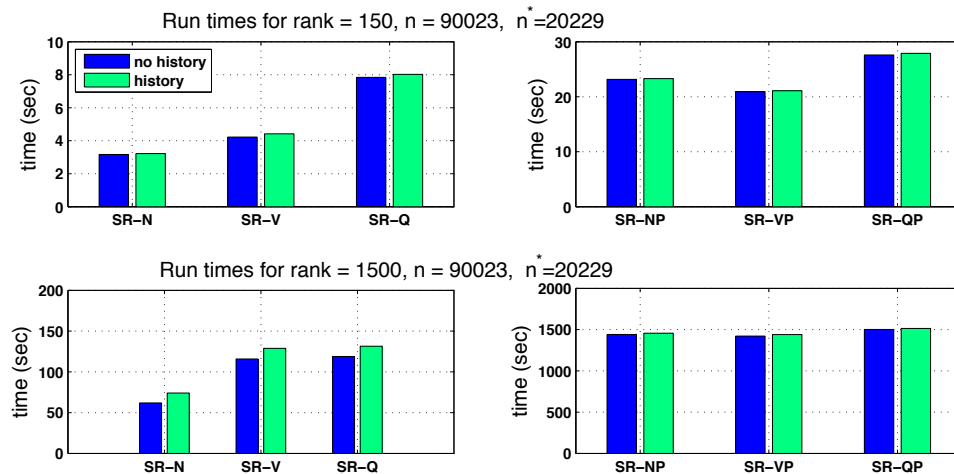 Run times for rank = 150, n = 90023, n*=20229
time (sec)
10
8
6
4
2
0
no history
history
SR-N SR-V SR-Q
time (sec)
30
20
10
0
SR-NP SR-VP SR-QP
Run times for rank = 1500, n = 90023, n*=20229
time (sec)
200
150
100
50
0
SR-N SR-V SR-Q
time (sec)
2000
1500
1000
500
0
SR-NP SR-VP SR-QP